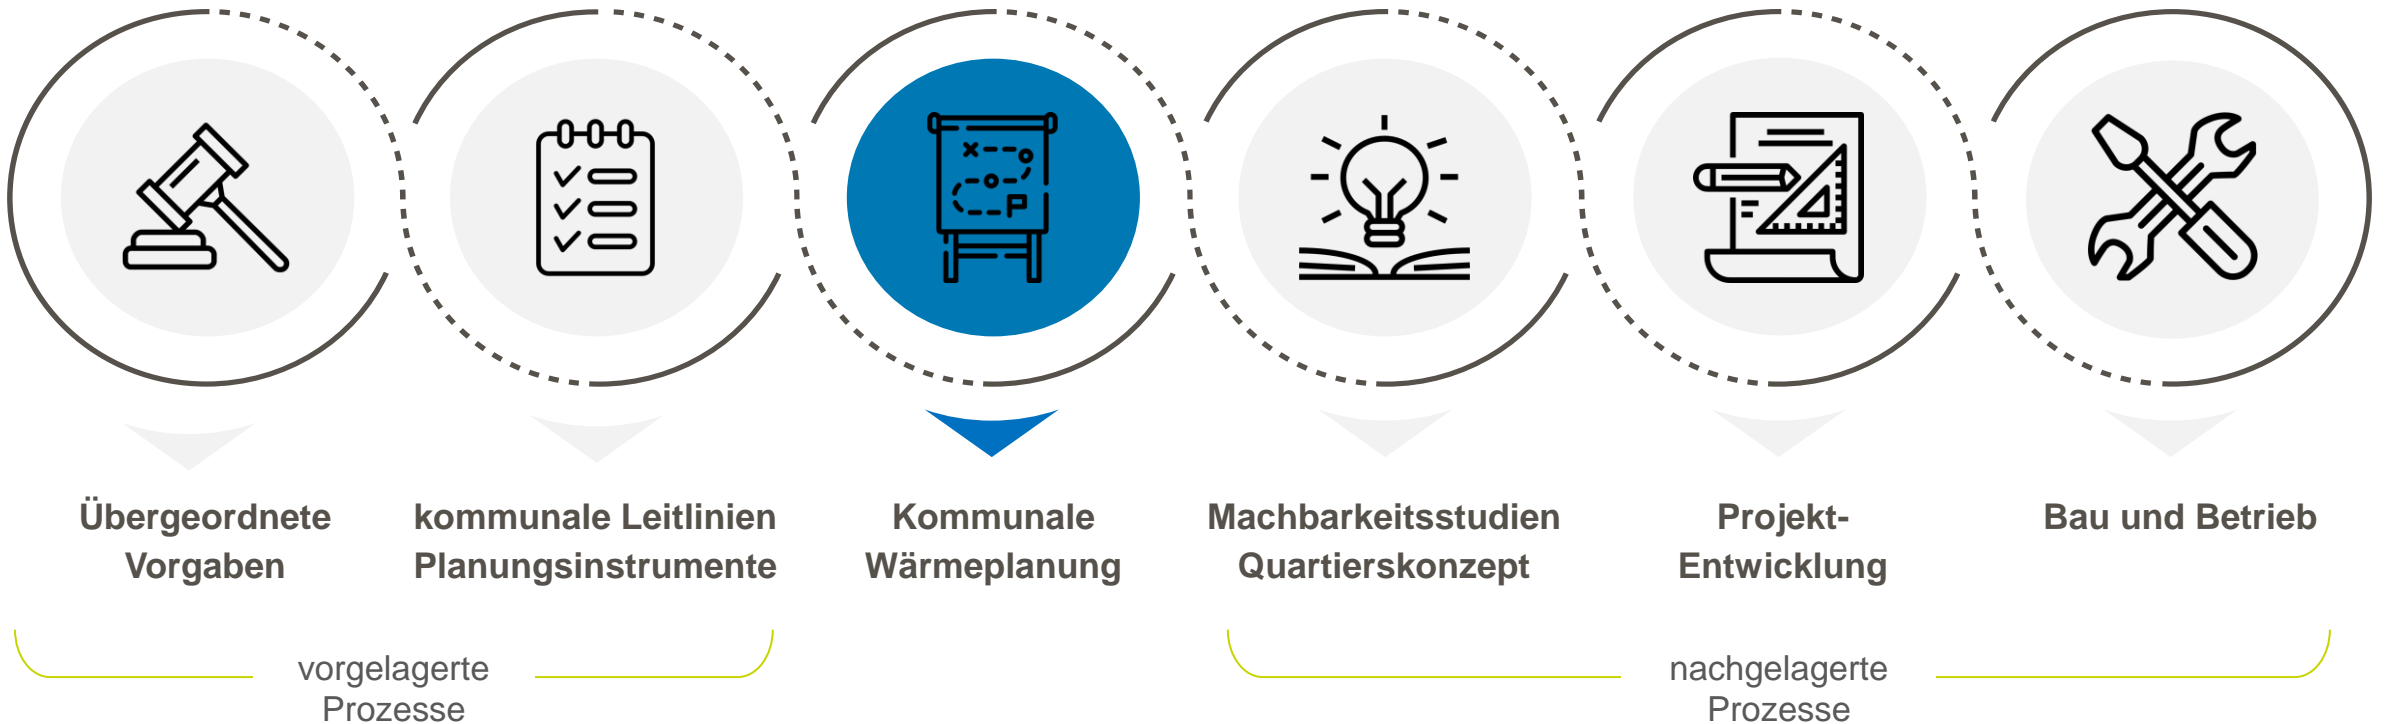 Übergeordnete
Vorgaben
kommunale Leitlinien
Planungsinstrumente
Kommunale
Wärmeplanung
Machbarkeitsstudien
Quartierskonzept
Projekt-
Entwicklung
Bau und Betrieb
vorgelagerte
Prozesse
nachgelagerte
Prozesse